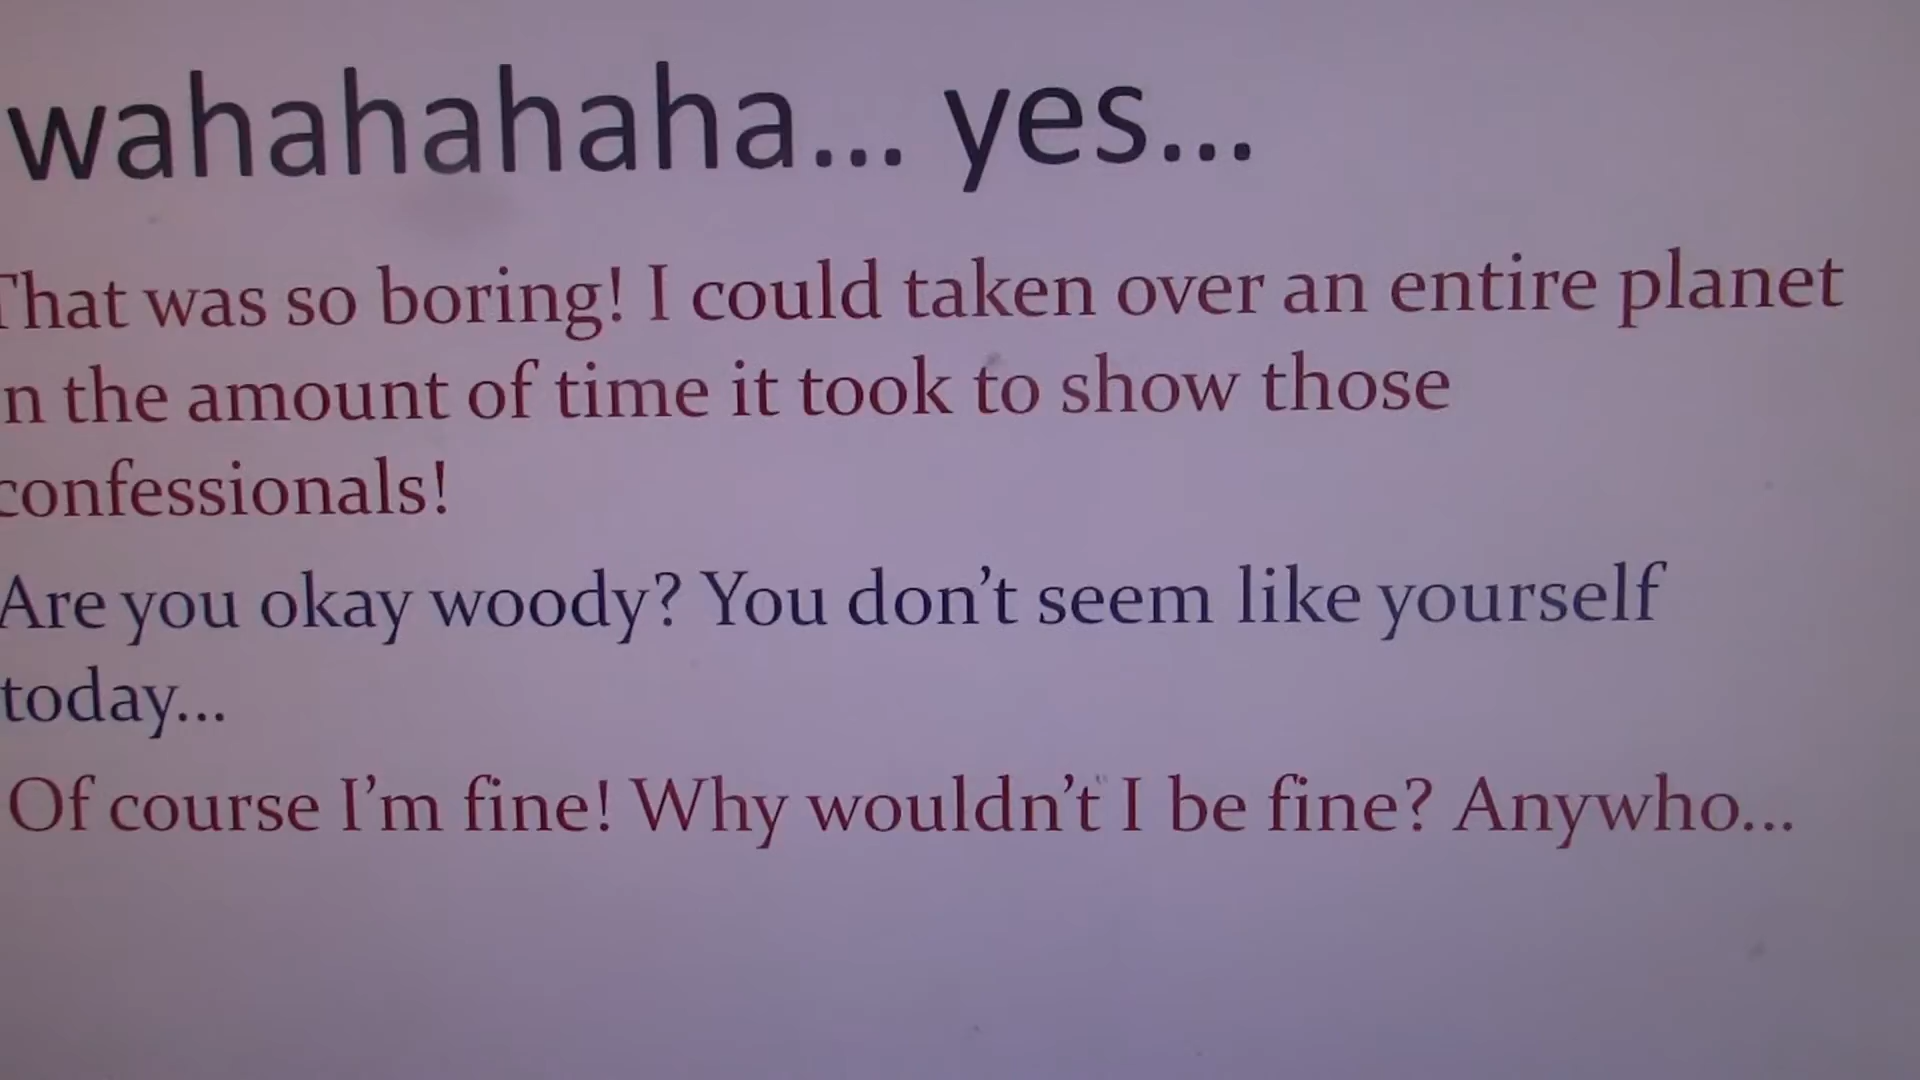 wahahahaha... yes...
That was so boring! I could taken over an entire planet
in the amount of time it took to show those
confessionals!
Are you okay woody? You don't seem like yourself
today...
Of course I'm fine! Why wouldn't I be fine? Anywho...